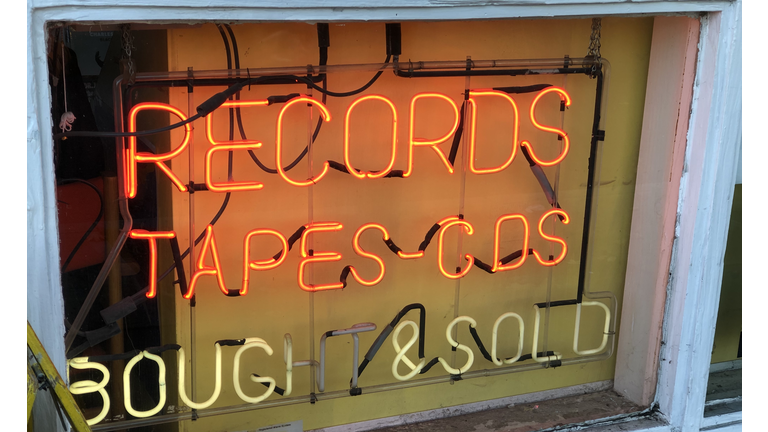 RECORDS
TAPES-CDS
BOUGHT & SOLD